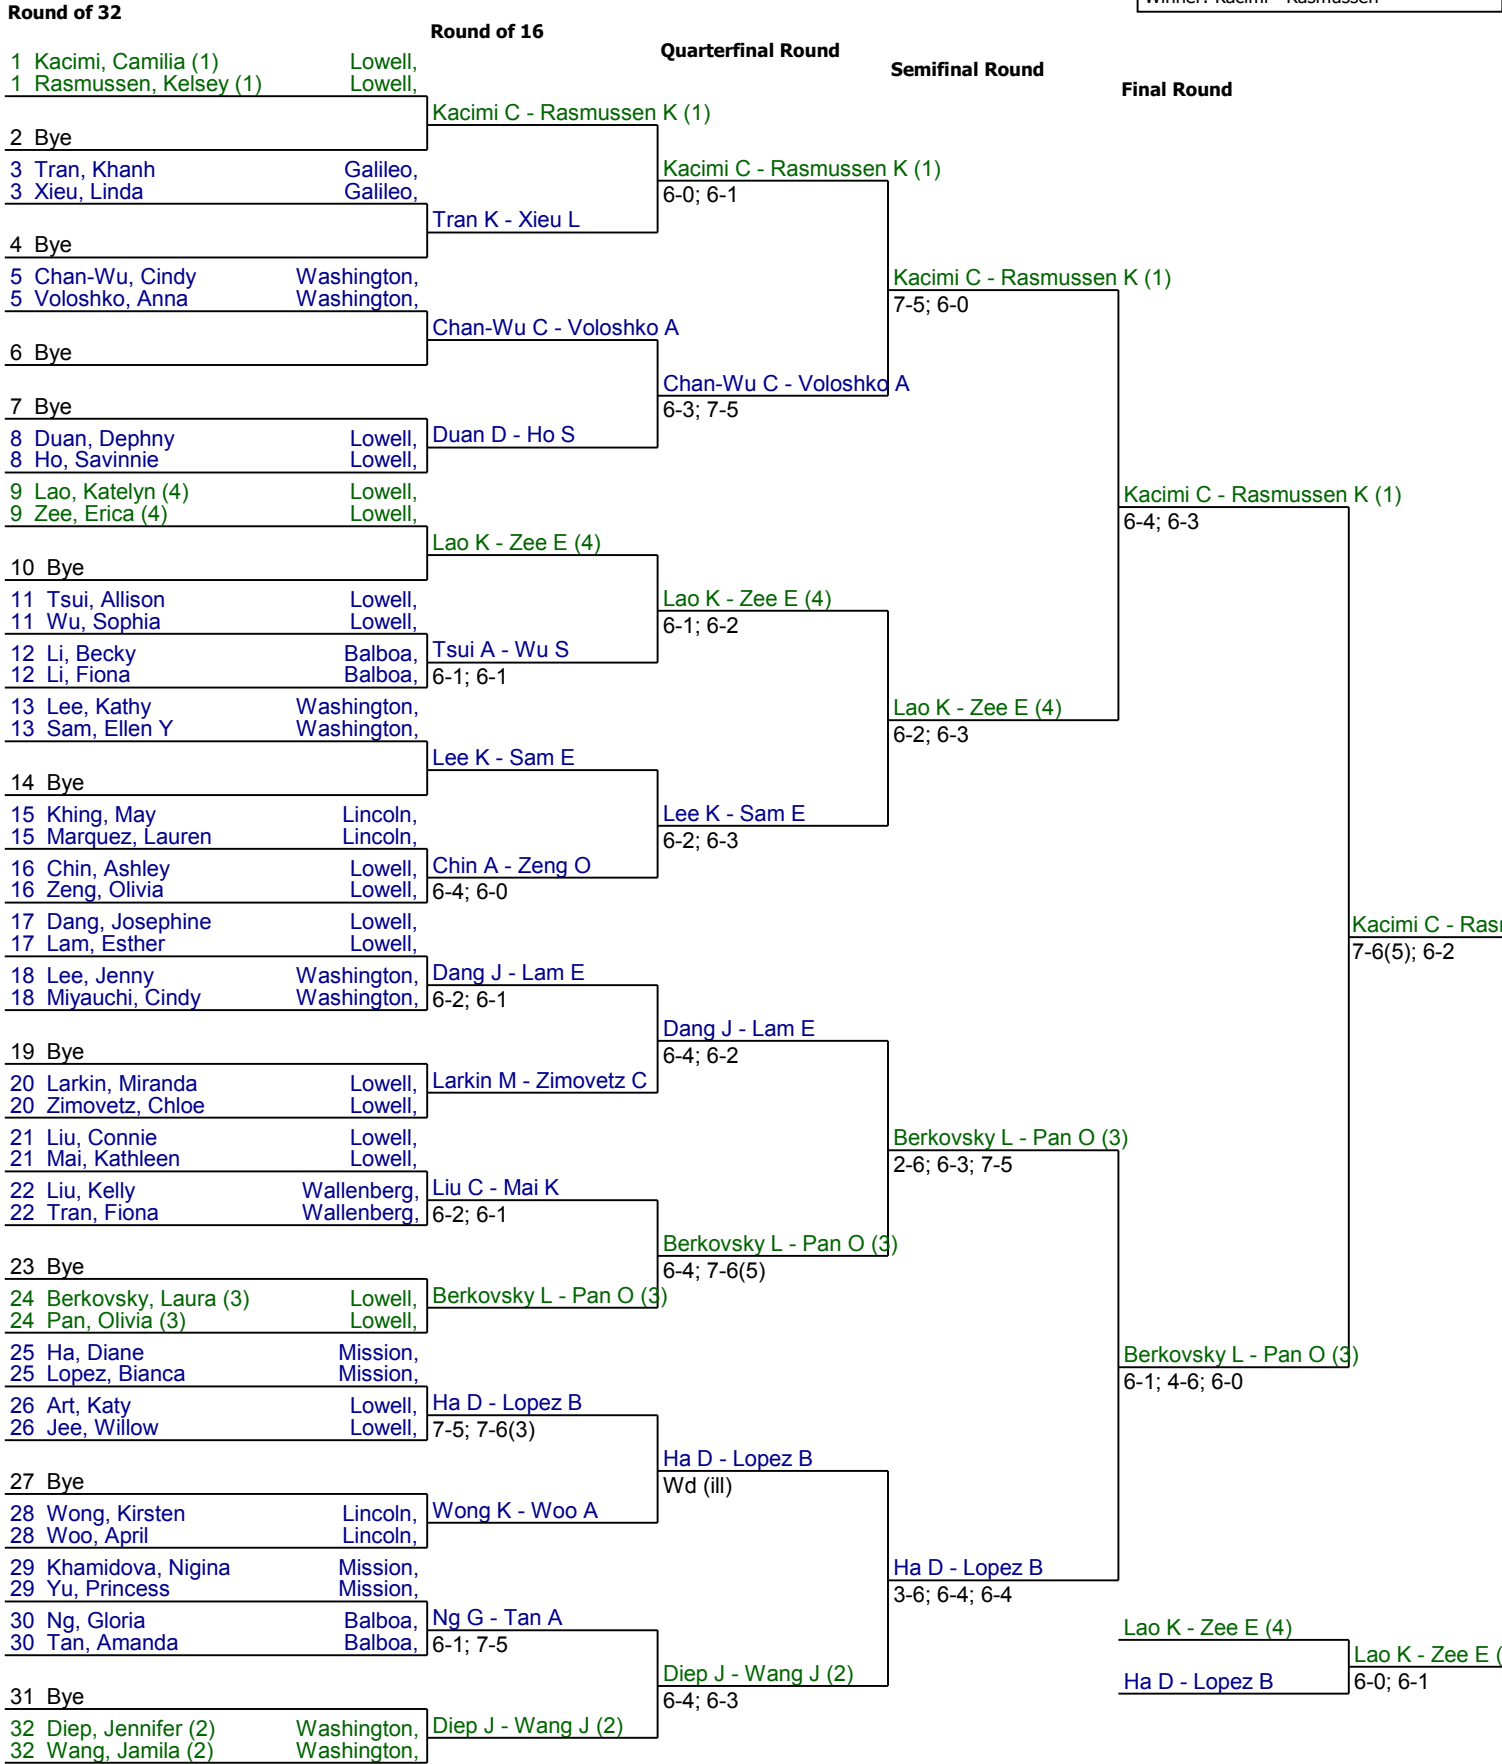 Winner: Kacimi - Rasmussen
Round of 32
Round of 16
Quarterfinal Round
Semifinal Round
Final Round
1 Kacimi, Camilia (1) Lowell,
1 Rasmussen, Kelsey (1) Lowell,
2 Bye
3 Tran, Khanh Galileo,
3 Xieu, Linda Galileo,
4 Bye
5 Chan-Wu, Cindy Washington,
5 Voloshko, Anna Washington,
6 Bye
7 Bye
8 Duan, Dephny Lowell,
8 Ho, Savinnie Lowell,
9 Lao, Katelyn (4) Lowell,
9 Zee, Erica (4) Lowell,
10 Bye
11 Tsui, Allison Lowell,
11 Wu, Sophia Lowell,
12 Li, Becky Balboa,
12 Li, Fiona Balboa,
13 Lee, Kathy Washington,
13 Sam, Ellen Y Washington,
14 Bye
15 Khing, May Lincoln,
15 Marquez, Lauren Lincoln,
16 Chin, Ashley Lowell,
16 Zeng, Olivia Lowell,
17 Dang, Josephine Lowell,
17 Lam, Esther Lowell,
18 Lee, Jenny Washington,
18 Miyauchi, Cindy Washington,
19 Bye
20 Larkin, Miranda Lowell,
20 Zimovetz, Chloe Lowell,
21 Liu, Connie Lowell,
21 Mai, Kathleen Lowell,
22 Liu, Kelly Wallenberg,
22 Tran, Fiona Wallenberg,
23 Bye
24 Berkovsky, Laura (3) Lowell,
24 Pan, Olivia (3) Lowell,
25 Ha, Diane Mission,
25 Lopez, Bianca Mission,
26 Art, Katy Lowell,
26 Jee, Willow Lowell,
27 Bye
28 Wong, Kirsten Lincoln,
28 Woo, April Lincoln,
29 Khamidova, Nigina Mission,
29 Yu, Princess Mission,
30 Ng, Gloria Balboa,
30 Tan, Amanda Balboa,
31 Bye
32 Diep, Jennifer (2) Washington,
32 Wang, Jamila (2) Washington,
Kacimi C - Rasmussen K (1)
Tran K - Xieu L
Chan-Wu C - Voloshko A
Duan D - Ho S
Lao K - Zee E (4)
Tsui A - Wu S
6-1; 6-1
Lee K - Sam E
Chin A - Zeng O
6-4; 6-0
Dang J - Lam E
6-2; 6-1
Larkin M - Zimovetz C
Liu C - Mai K
6-2; 6-1
Berkovsky L - Pan O (3)
Ha D - Lopez B
7-5; 7-6(3)
Wong K - Woo A
Ng G - Tan A
6-1; 7-5
Diep J - Wang J (2)
Kacimi C - Rasmussen K (1)
6-0; 6-1
Chan-Wu C - Voloshko A
6-3; 7-5
Lao K - Zee E (4)
6-1; 6-2
Lee K - Sam E
6-2; 6-3
Dang J - Lam E
6-4; 6-2
Berkovsky L - Pan O (3)
6-4; 7-6(5)
Ha D - Lopez B
Wd (ill)
Diep J - Wang J (2)
6-4; 6-3
Kacimi C - Rasmussen K (1)
7-5; 6-0
Lao K - Zee E (4)
6-2; 6-3
Berkovsky L - Pan O (3)
2-6; 6-3; 7-5
Ha D - Lopez B
3-6; 6-4; 6-4
Kacimi C - Rasmussen K (1)
6-4; 6-3
Berkovsky L - Pan O (3)
6-1; 4-6; 6-0
Lao K - Zee E (4)
Ha D - Lopez B
Kacimi C -
7-6(5); 6-2
Lao K - Zee E (
6-0; 6-1